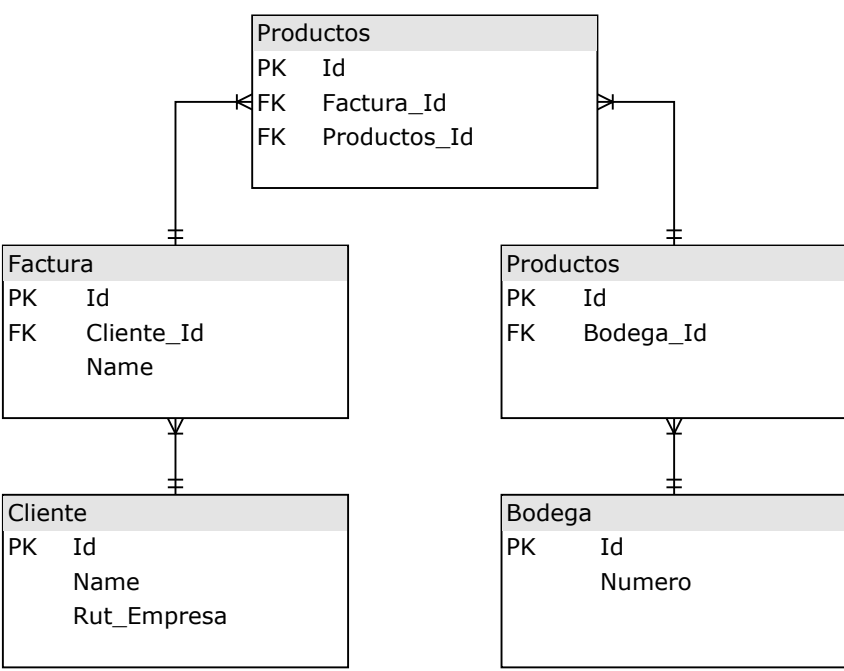 Productos
PK Id
FK Factura_Id
FK Productos_Id
Factura
PK Id
FK Cliente_Id
Name
Productos
PK Id
FK Bodega_Id
Cliente
PK Id
Name
Rut_Empresa
Bodega
PK Id
Numero